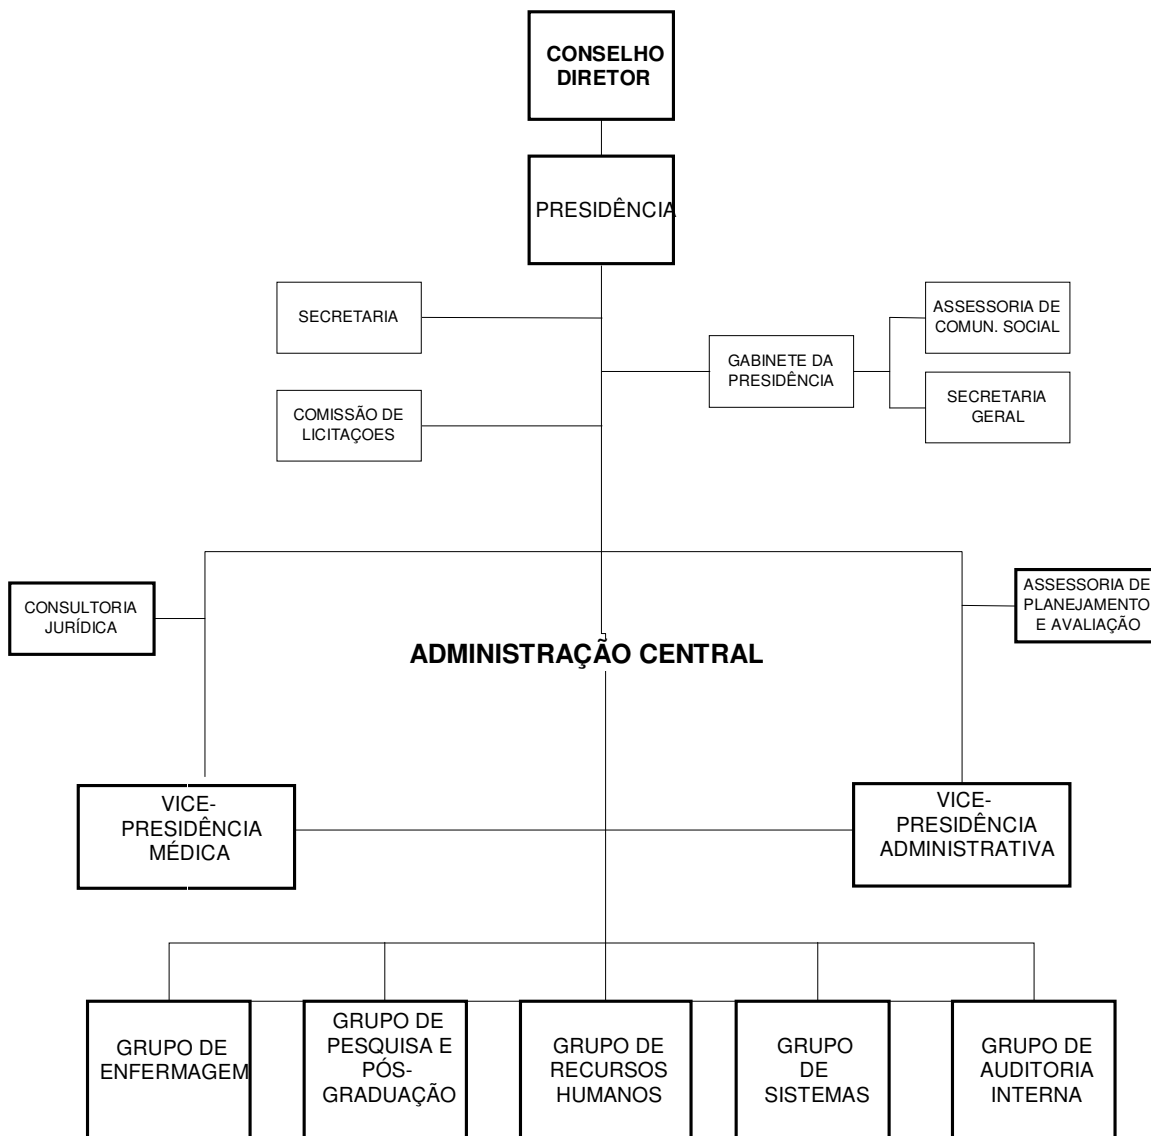 CONSELHO
DIRETOR
PRESIDÊNCIA
SECRETARIA
ASSESSORIA DE
COMUN. SOCIAL
GABINETE DA
PRESIDÊNCIA
SECRETARIA
GERAL
COMISSÃO DE
LICITAÇOES
CONSULTORIA
JURÍDICA
ASSESSORIA DE
PLANEJAMENTO
E AVALIAÇÃO
ADMINISTRAÇÃO CENTRAL
VICE-
PRESIDÊNCIA
MÉDICA
VICE-
PRESIDÊNCIA
ADMINISTRATIVA
GRUPO DE
ENFERMAGEM
GRUPO DE
PESQUISA E
PÓS-
GRADUAÇÃO
GRUPO DE
RECURSOS
HUMANOS
GRUPO
DE
SISTEMAS
GRUPO DE
AUDITORIA
INTERNA